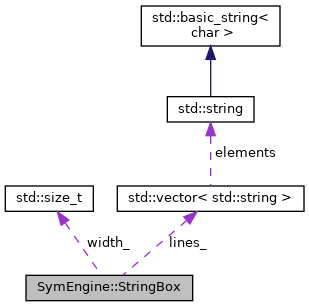 std::basic_string<
char >
std::string
elements
std::size_t
std::vector< std::string >
width_
lines_
SymEngine::StringBox